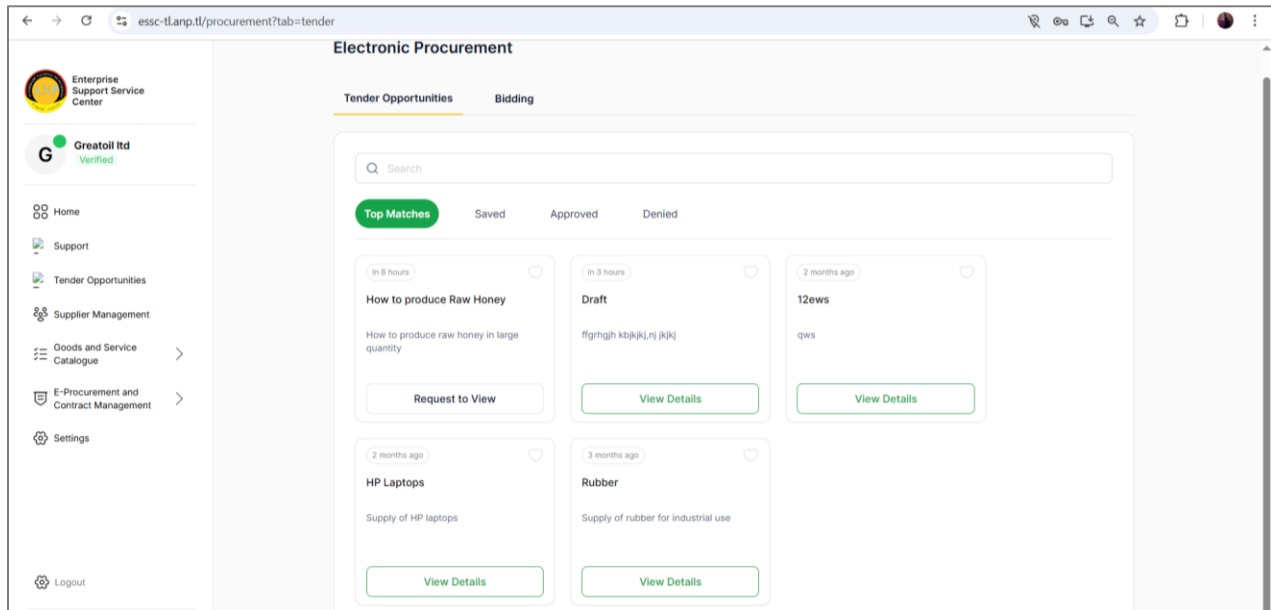 essc-tl.anp.tl/procurement?tab=tender
Enterprise
Support Service
Center
G
Greatoil ltd
Verified
Home
Support
Tender Opportunities
Supplier Management
Goods and Service
Catalogue
E-Procurement and
Contract Management
Settings
Logout
Electronic Procurement
Tender Opportunities
Bidding
Search
Top Matches
Saved
Approved
Denied
In 8 hours
How to produce Raw Honey
How to produce raw honey in large
quantity
Request to View
In 3 hours
Draft
ffgrhgjh kbjkjkj,nj jkjkj
View Details
2 months ago
12ews
qws
View Details
2 months ago
HP Laptops
Supply of HP laptops
View Details
3 months ago
Rubber
Supply of rubber for industrial use
View Details